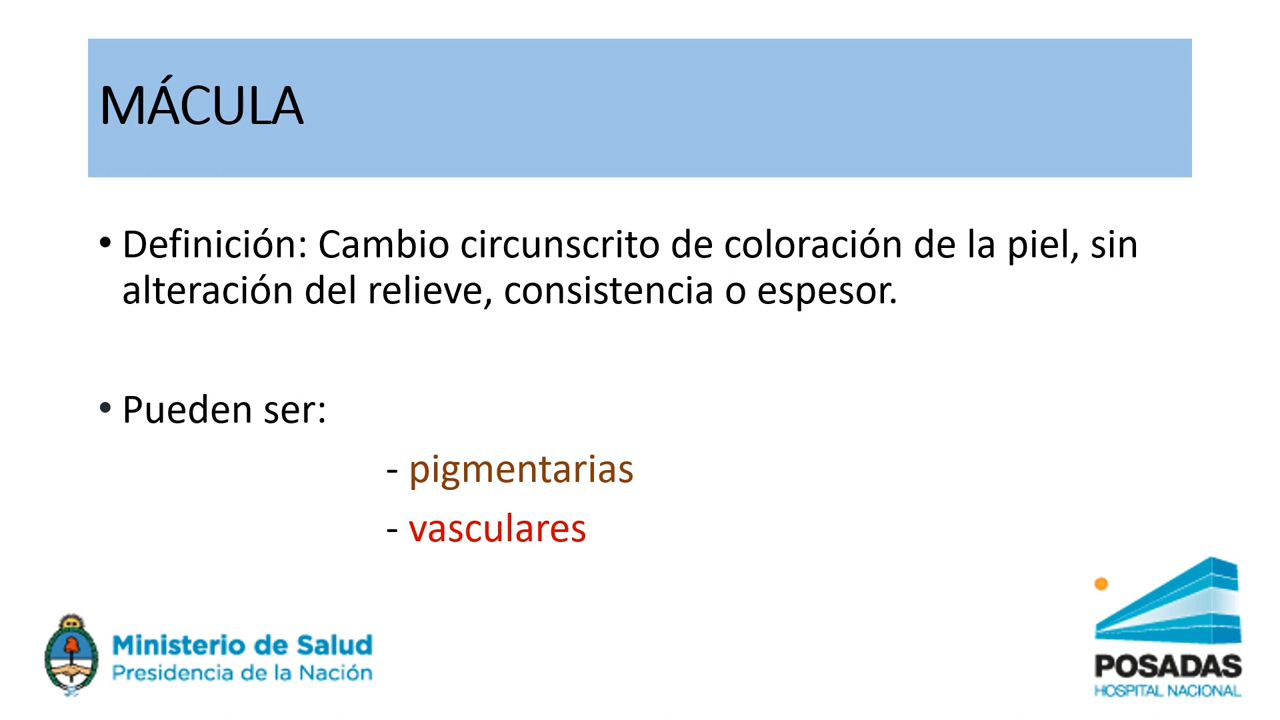 MÁCULA
• Definición: Cambio circunscrito de coloración de la piel, sin
alteración del relieve, consistencia o espesor.
• Pueden ser:
- pigmentarias
- vasculares
Ministerio de Salud
Presidencia de la Nación
POSADAS
HOSPITAL NACIONAL